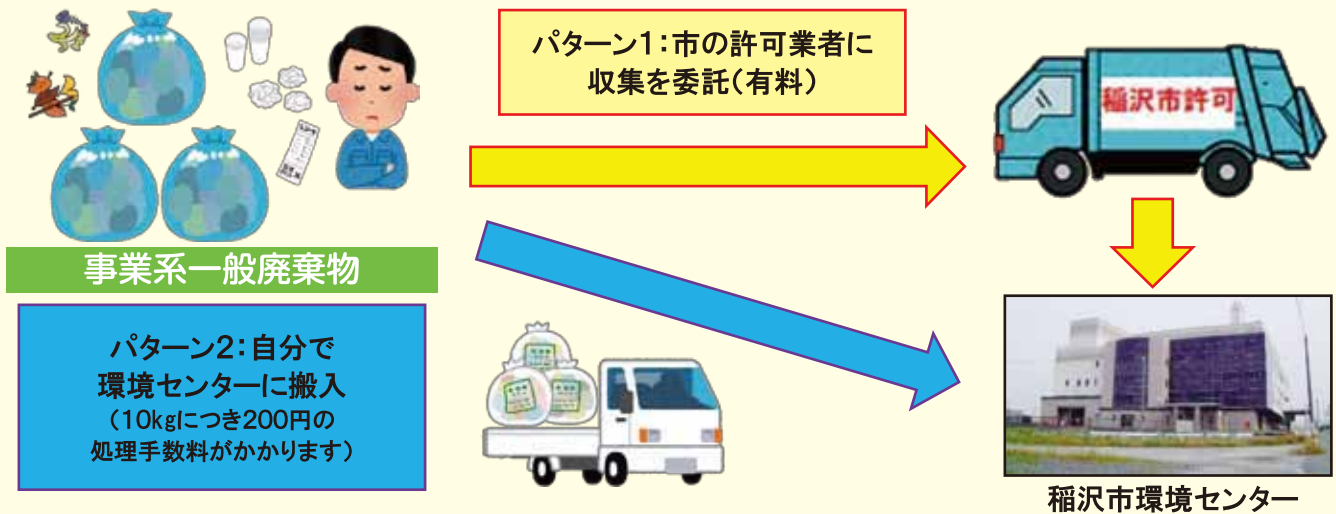 パターン1：市の許可業者に
収集を委託（有料）
稲沢市許可
事業系一般廃棄物
パターン2：自分で
環境センターに搬入
（10kgにつき200円の
処理手数料がかかります）
稲沢市環境センター